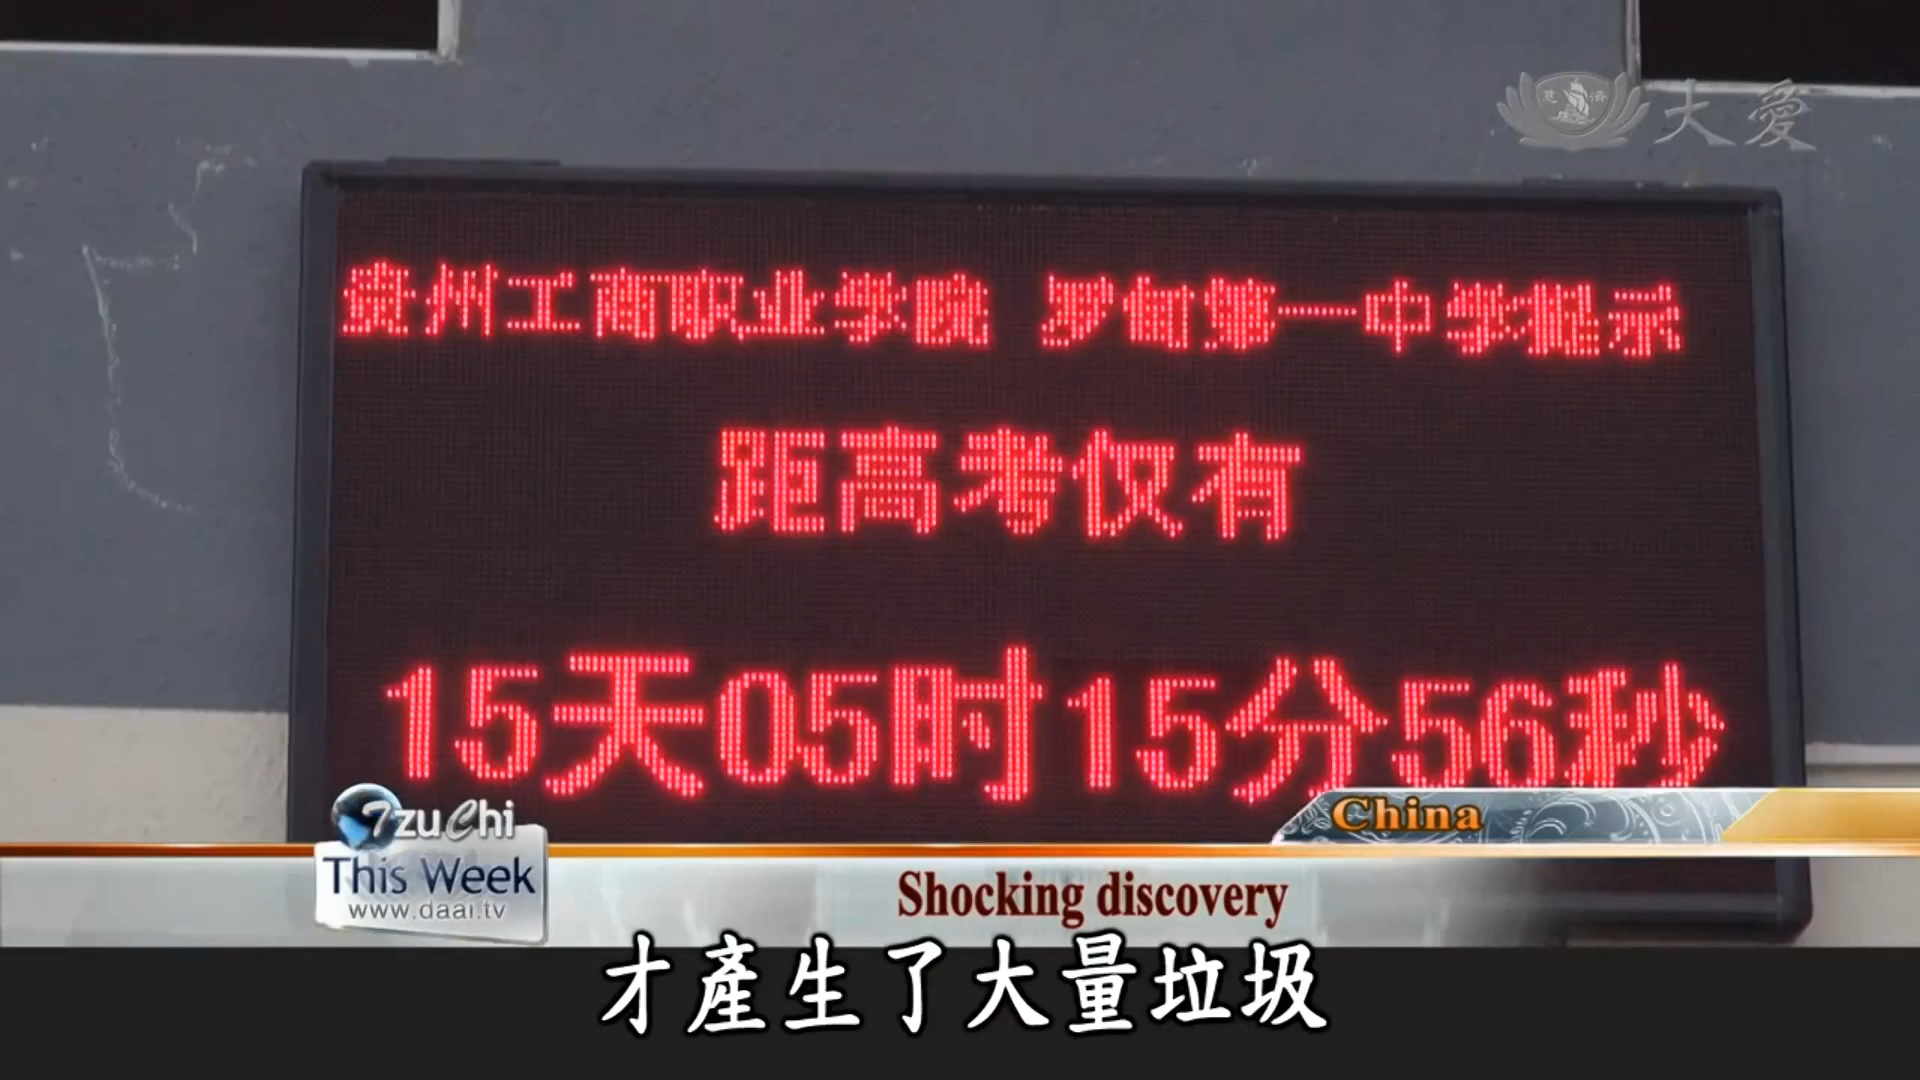 慈濟 大愛
贵州工商职业学院 罗甸第一中学提示
距高考仅有
15天05时15分56秒
Tzu Chi
This Week
www.daai.tv
China
Shocking discovery
才產生了大量垃圾